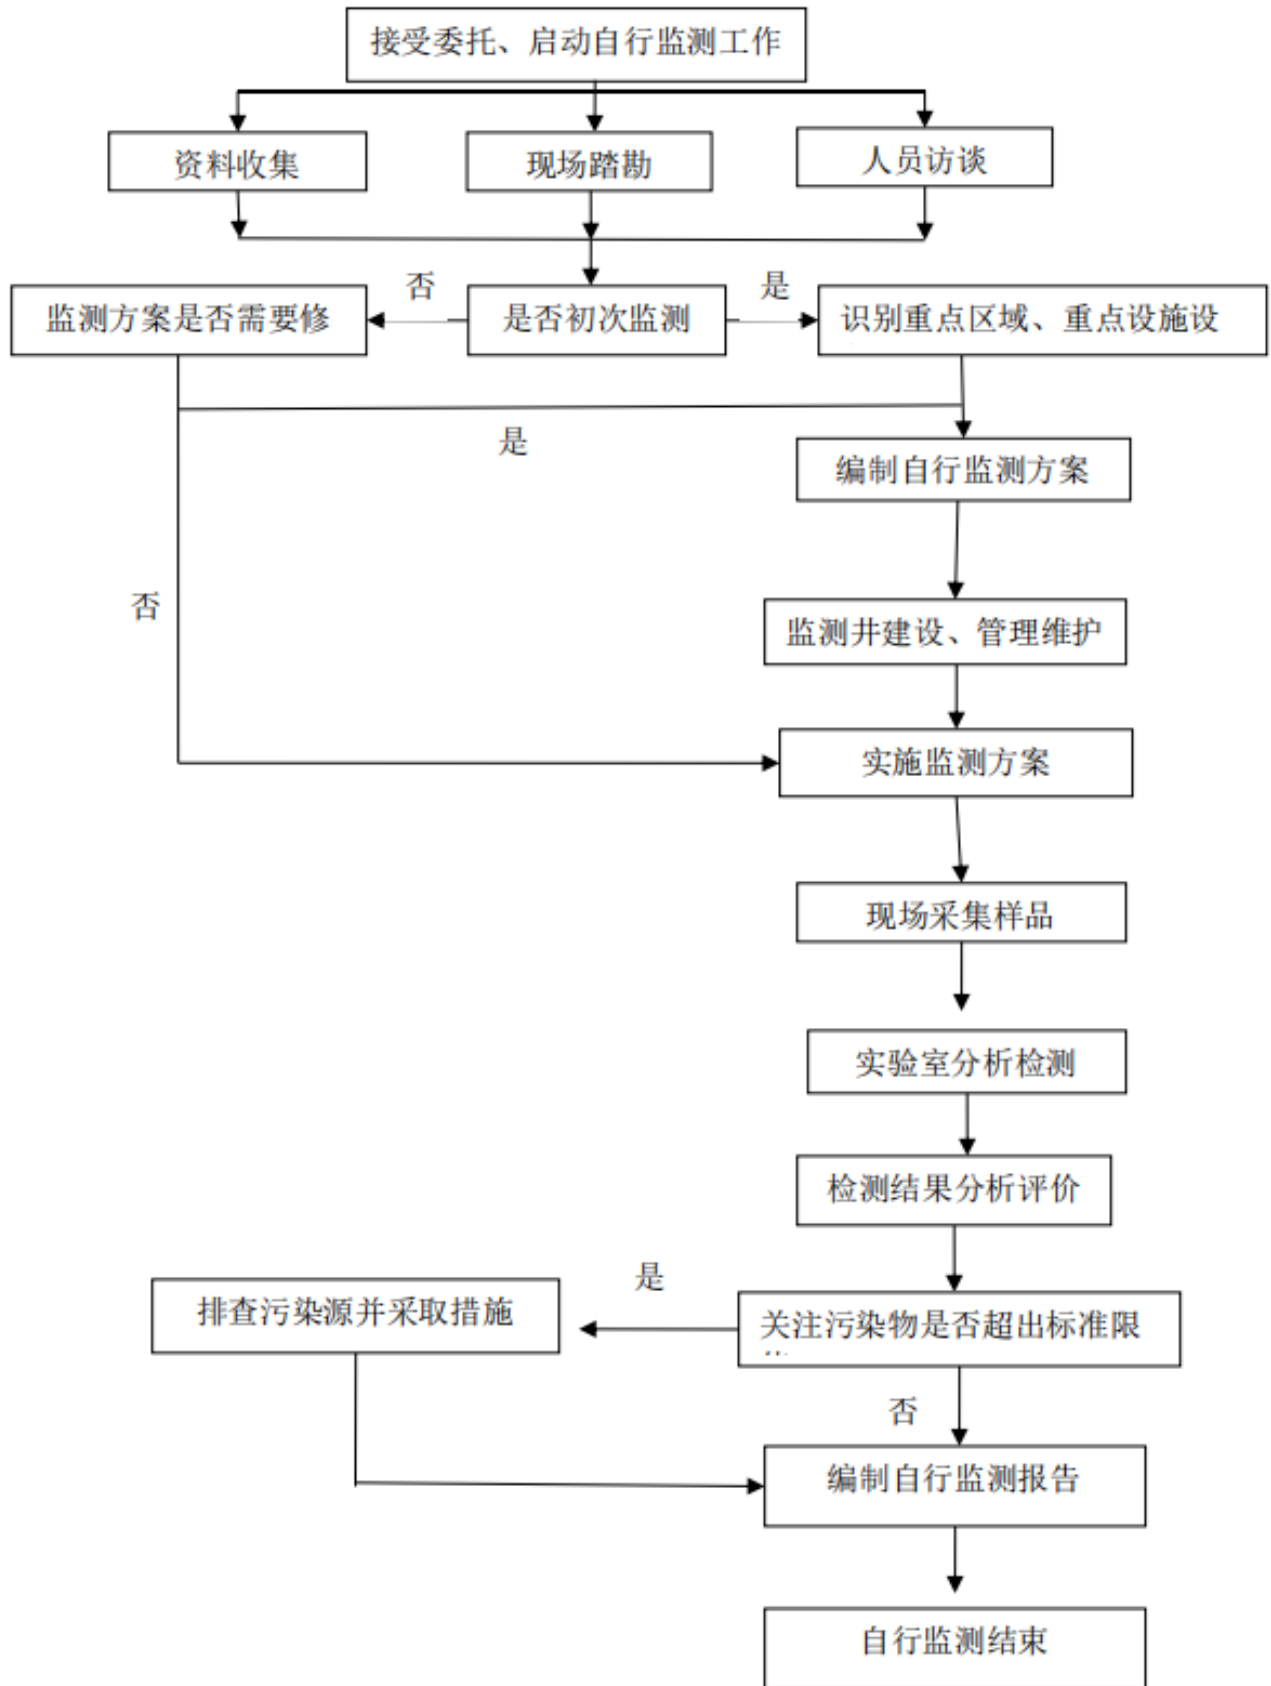 接受委托、启动自行监测工作
资料收集
现场踏勘
人员访谈
否
是
监测方案是否需要修
是否初次监测
识别重点区域、重点设施设
是
编制自行监测方案
否
监测井建设、管理维护
实施监测方案
现场采集样品
实验室分析检测
检测结果分析评价
是
排查污染源并采取措施
关注污染物是否超出标准限
否
编制自行监测报告
自行监测结束